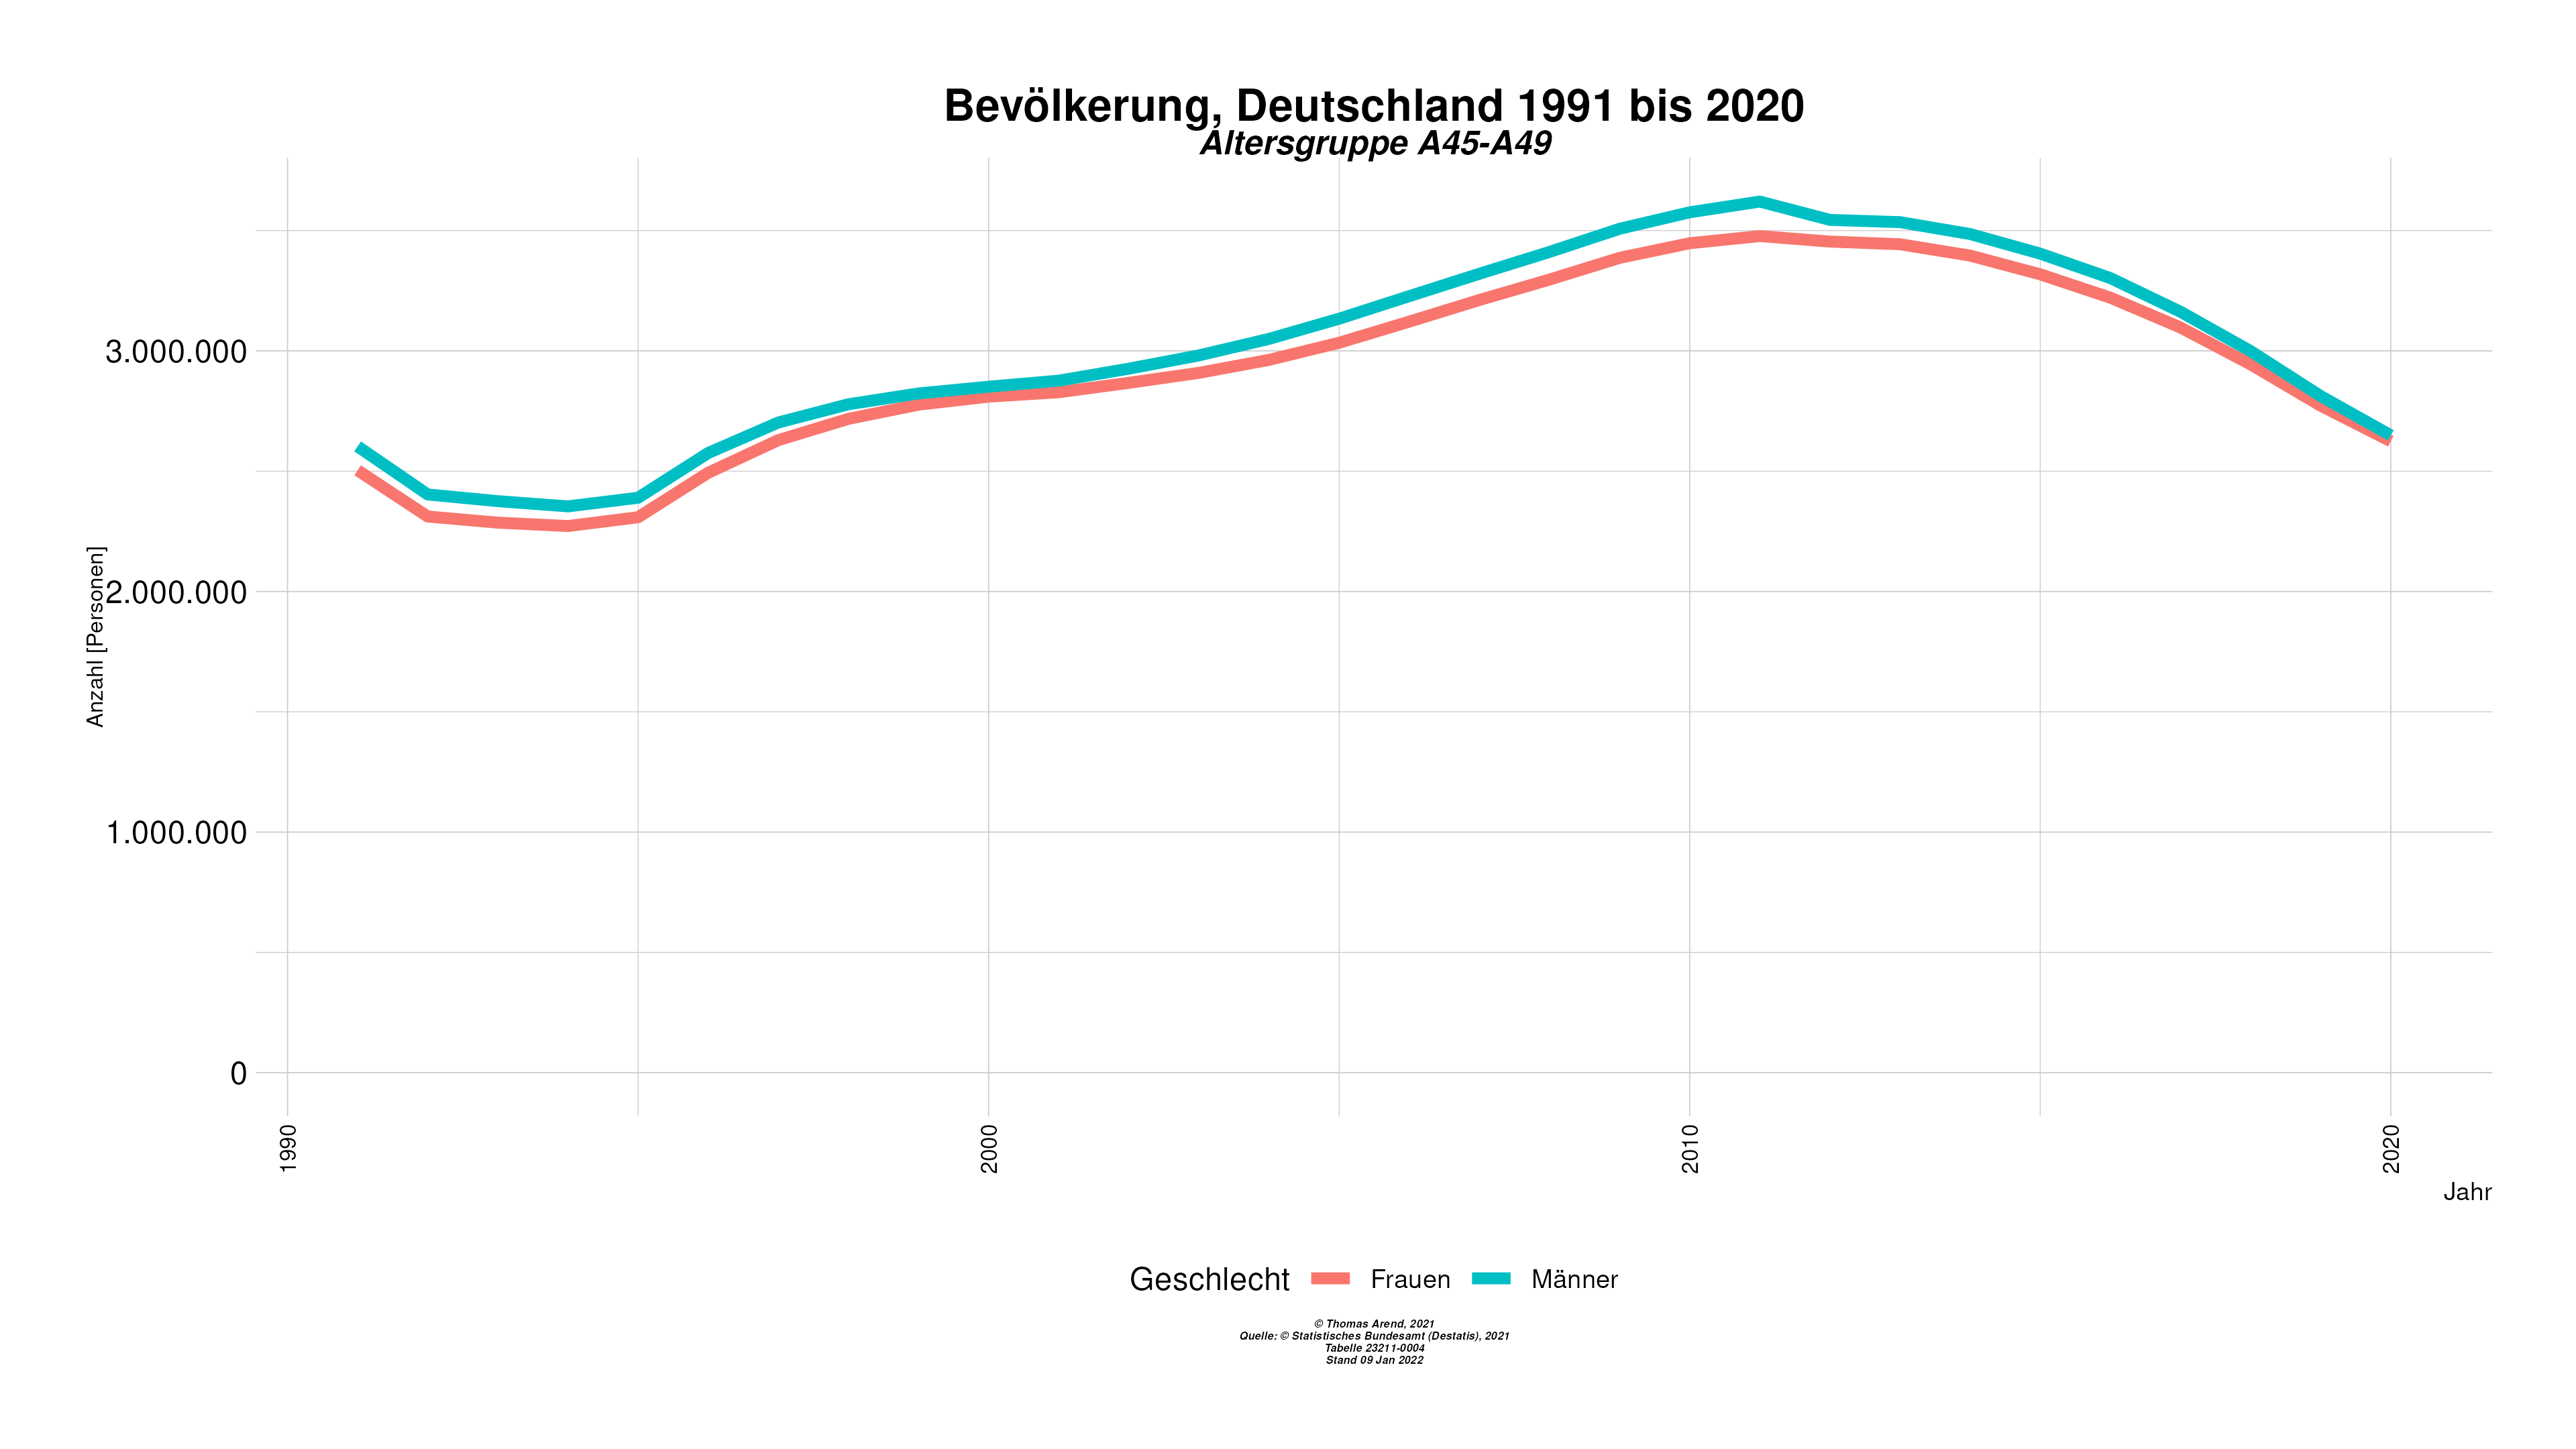 Bevölkerung, Deutschland 1991 bis 2020
Altersgruppe A45-A49
Anzahl [Personen]
3.000.000
2.000.000
1.000.000
0
1990
2000
2010
2020
Jahr
Geschlecht Frauen Männer
© Thomas Arend, 2021
Quelle: © Statistisches Bundesamt (Destatis), 2021
Tabelle 23211-0004
Stand 09 Jan 2022